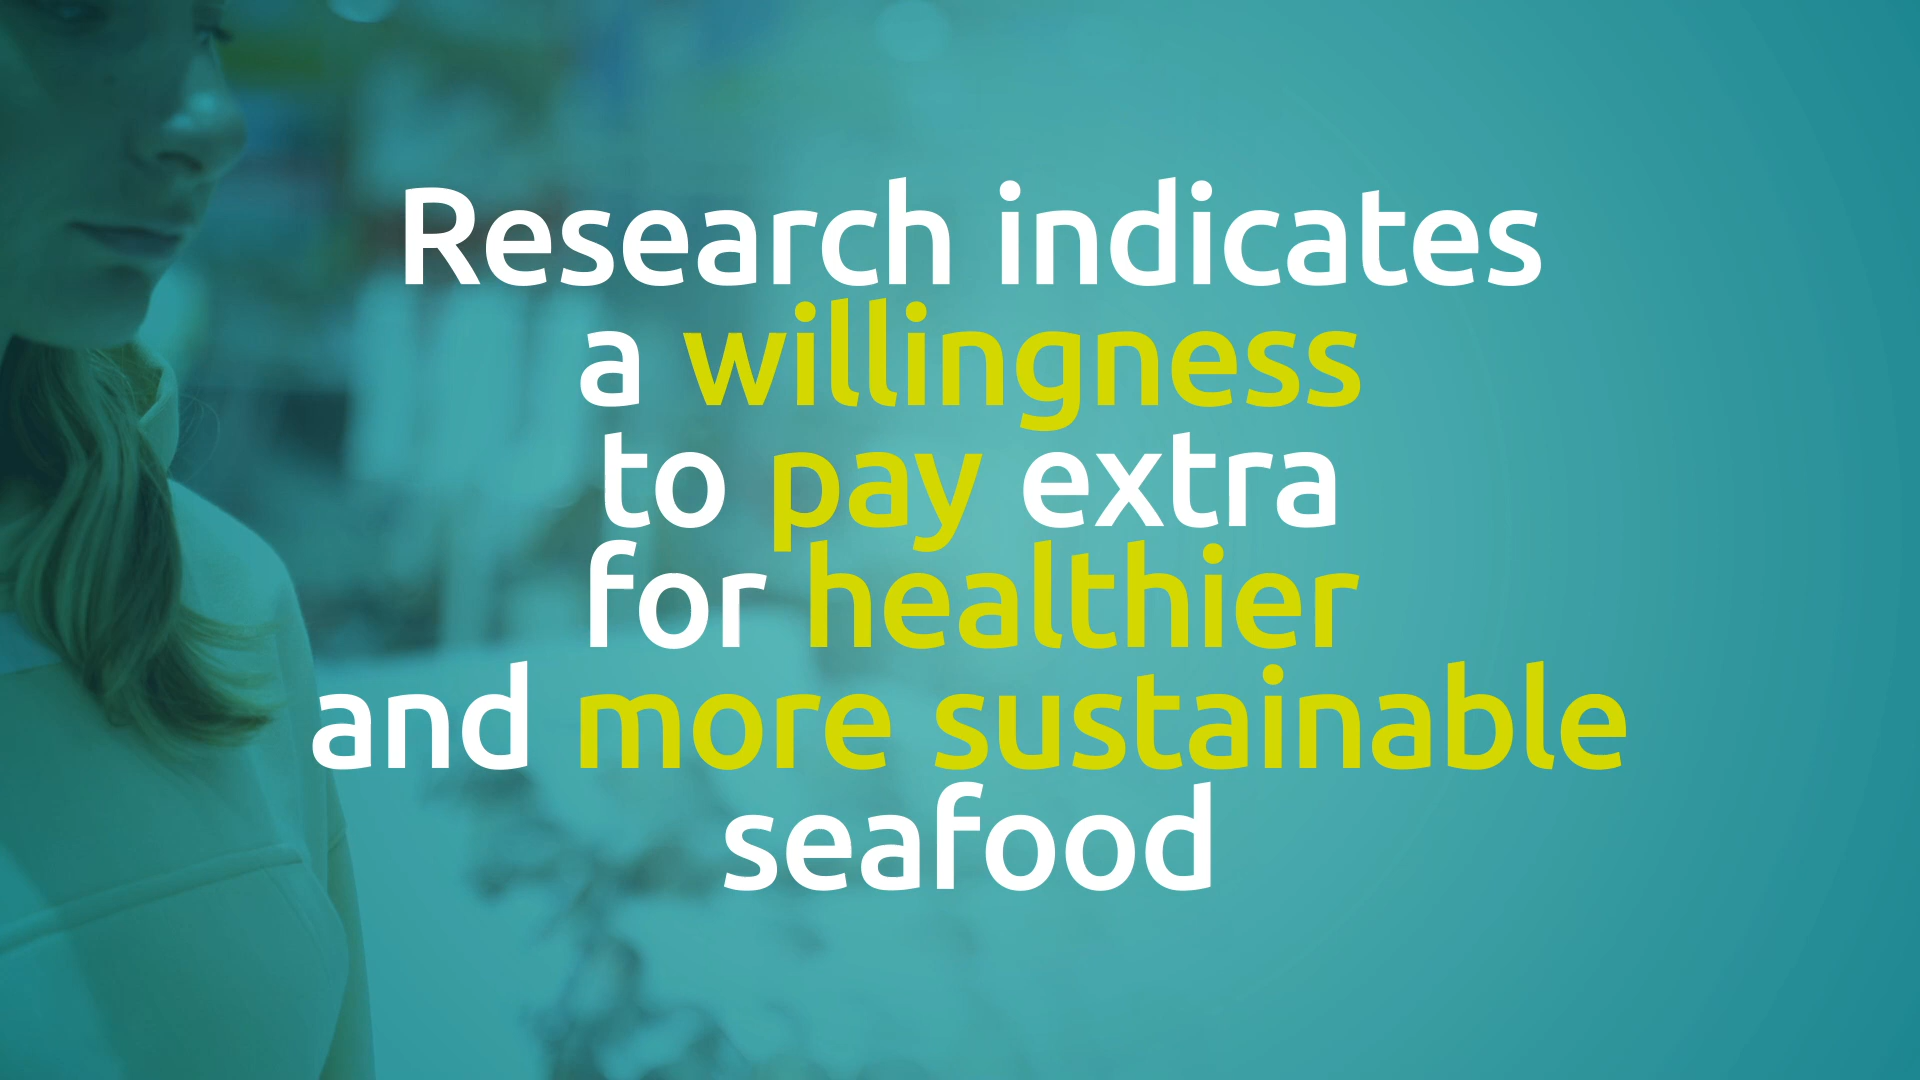 Research indicates
a willingness
to pay extra
for healthier
and more sustainable
seafood